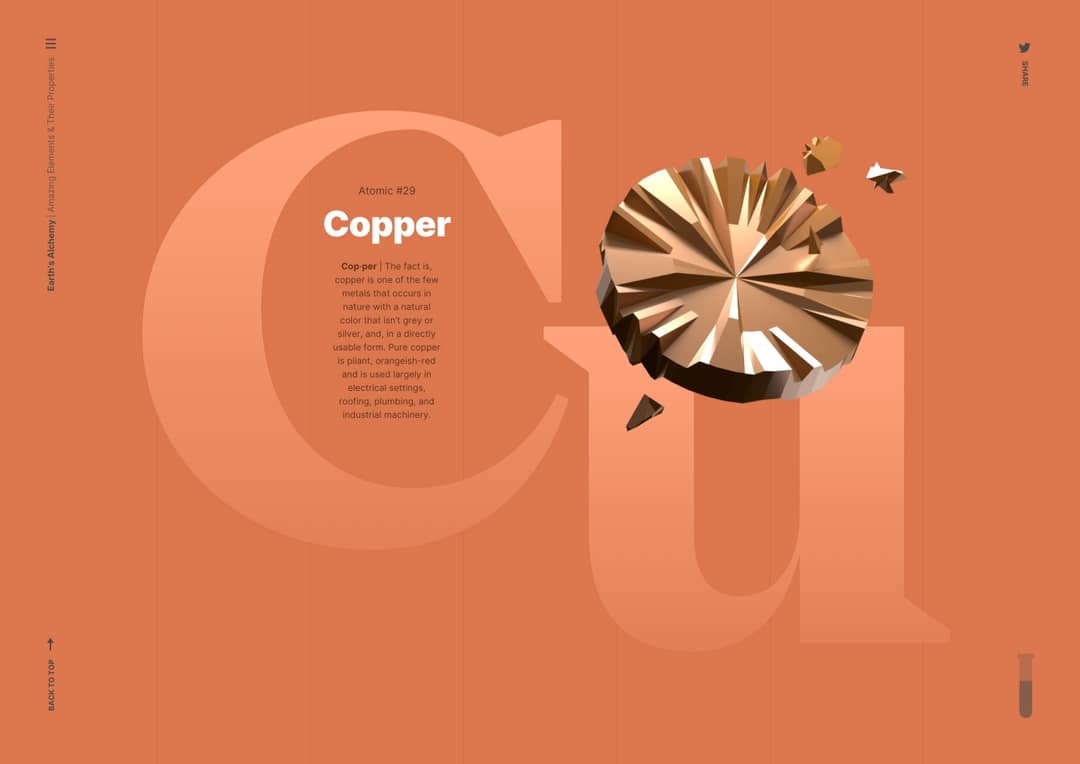 Earth's Alchemy | Amazing Elements & Their Properties
SHARE
Cu
Atomic #29
Copper
Cop·per | The fact is,
copper is one of the few
metals that occurs in
nature with a natural
color that isn't grey or
silver, and, in a directly
usable form. Pure copper
is pliant, orangeish-red
and is used largely in
electrical settings,
roofing, plumbing, and
industrial machinery.
BACK TO TOP